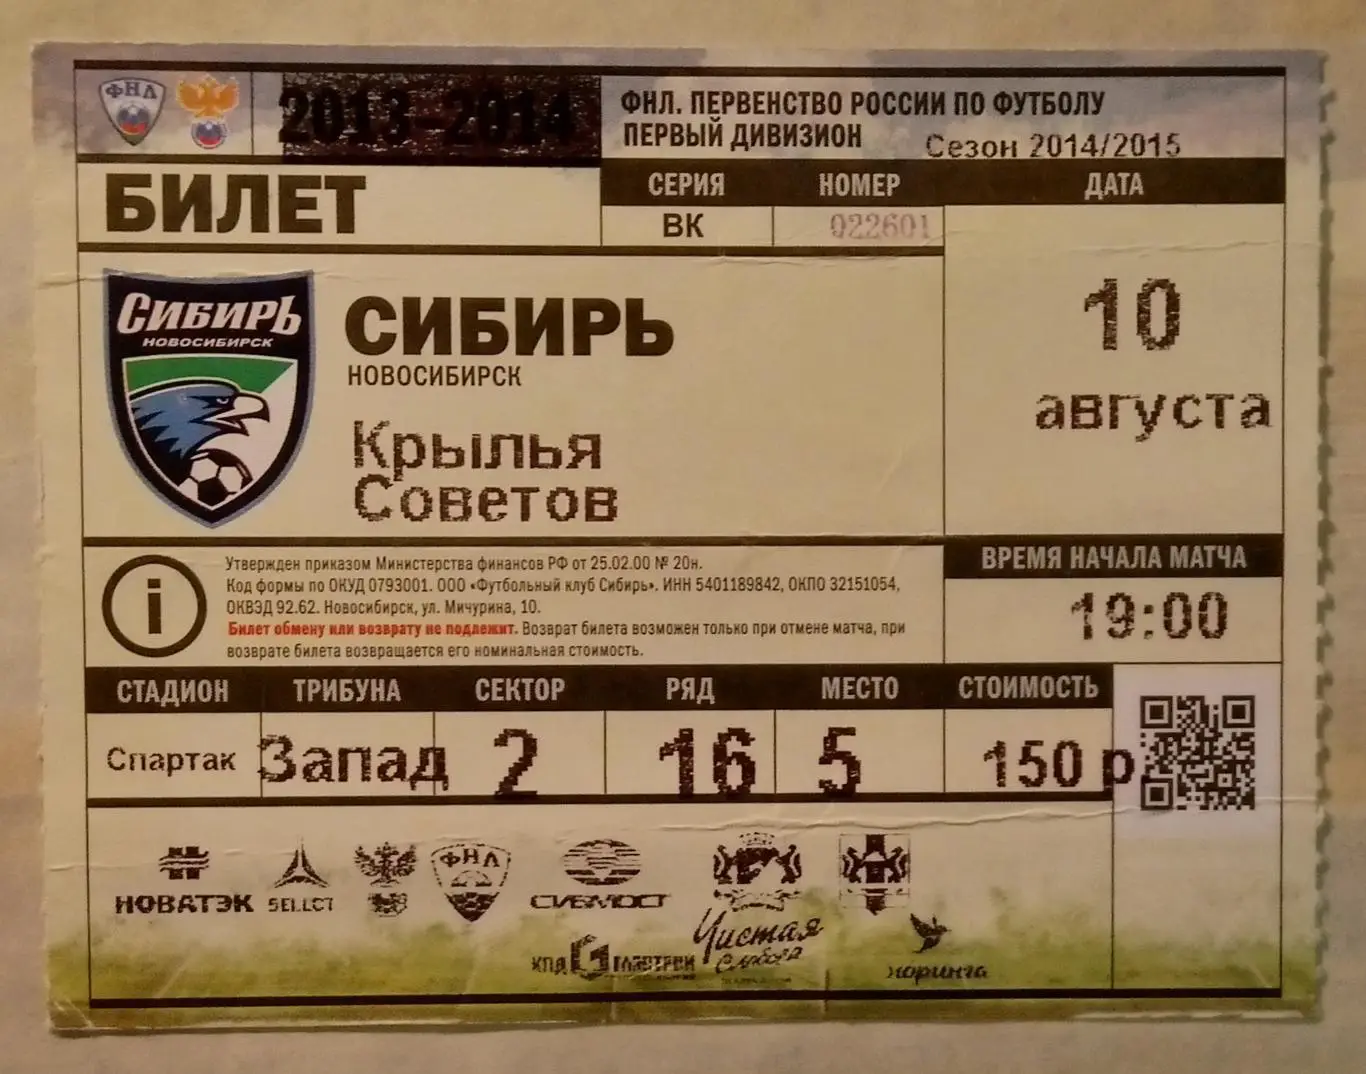 ФНЛ
2013-2014
ФНЛ. ПЕРВЕНСТВО РОССИИ ПО ФУТБОЛУ
ПЕРВЫЙ ДИВИЗИОН
Сезон 2014/2015
БИЛЕТ
СЕРИЯ НОМЕР ДАТА
ВК 022601
СИБИРЬ
НОВОСИБИРСК
СИБИРЬ
НОВОСИБИРСК
Крылья
Советов
10
августа
Утвержден приказом Министерства финансов РФ от 25.02.00 № 20н.
Код формы по ОКУД 0793001. ООО «Футбольный клуб Сибирь». ИНН 5401189842, ОКПО 32151054,
ОКВЭД 92.62. Новосибирск, ул. Мичурина, 10.
Билет обмену или возврату не подлежит. Возврат билета возможен только при отмене матча, при
возврате билета возвращается его номинальная стоимость.
ВРЕМЯ НАЧАЛА МАТЧА
19:00
СТАДИОН ТРИБУНА СЕКТОР РЯД МЕСТО СТОИМОСТЬ
Спартак Запад 2 16 5 150 р.
НОВАТЭК SELECT ФНЛ СИБМОСТ
Чистая
Слобода